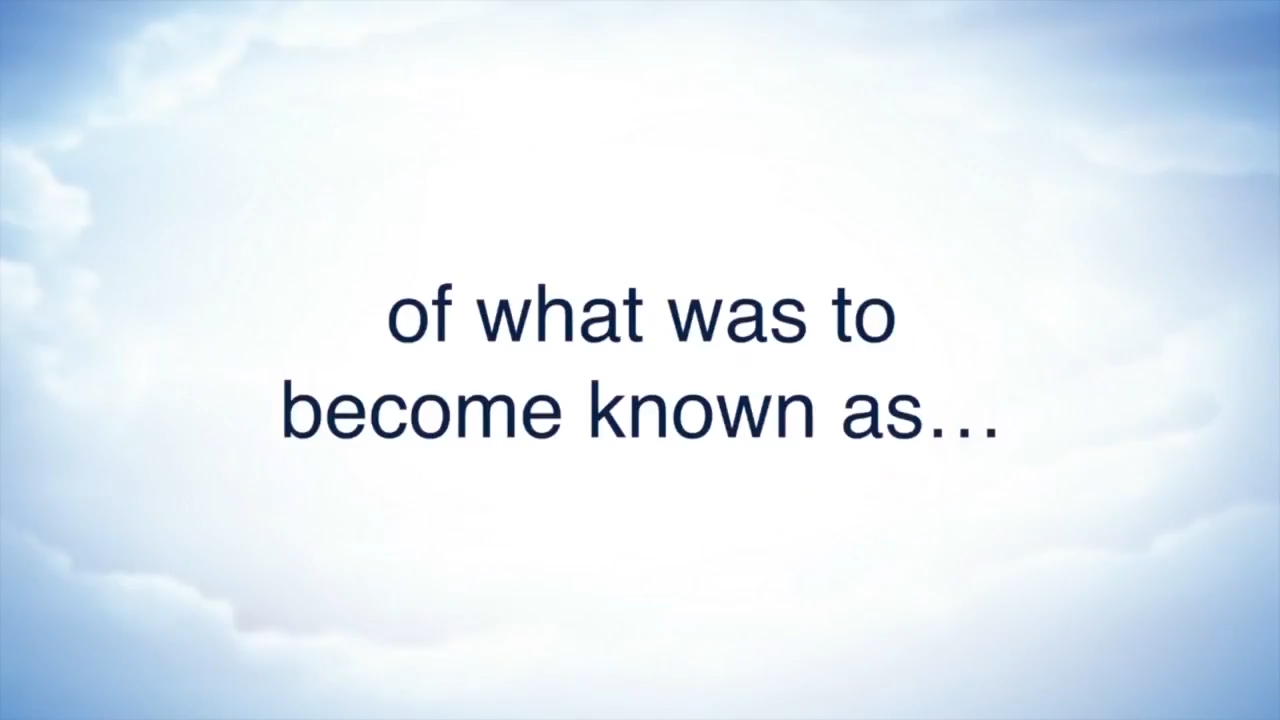 of what was to
become known as…